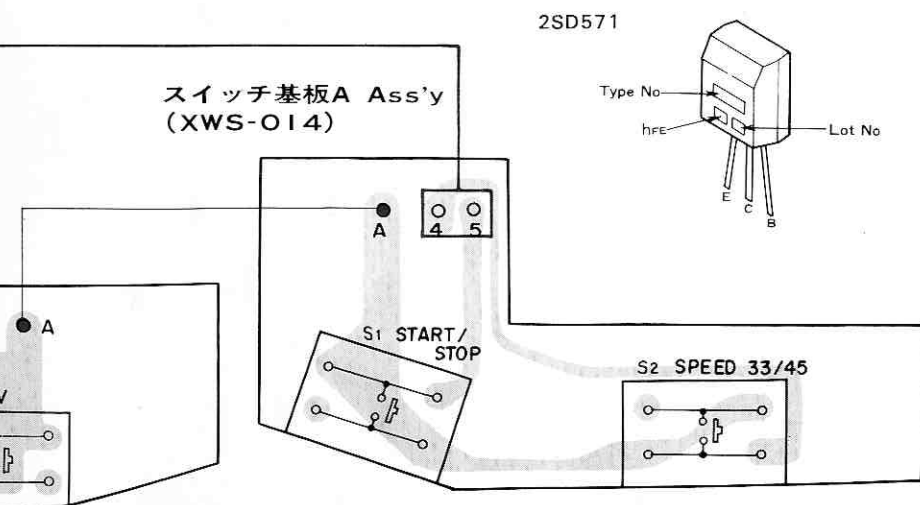 2SD571
Type No
hFE
Lot No
E
C
B
スイッチ基板A Ass'y
(XWS-014)
A
4 5
A
S1 START/
STOP
S2 SPEED 33/45
V